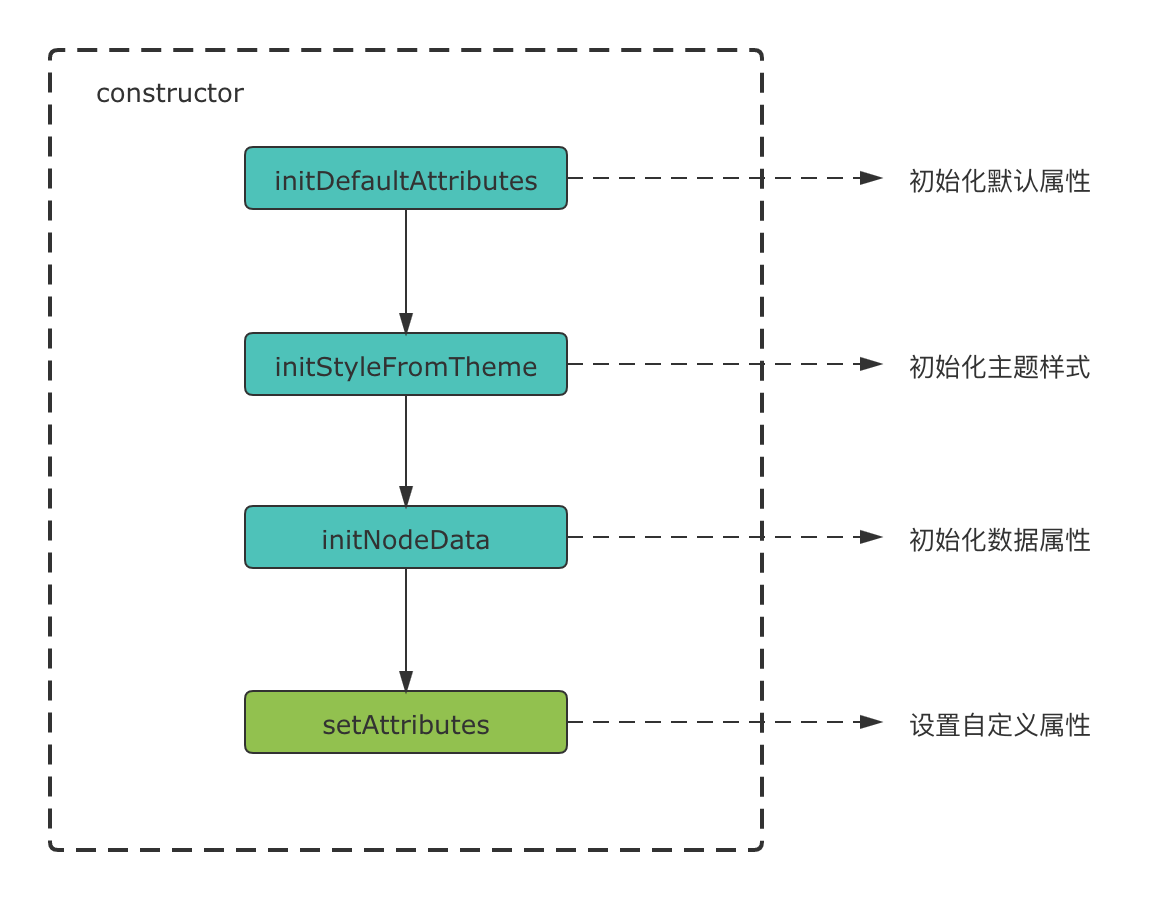 constructor
initDefaultAttributes
初始化默认属性
initStyleFromTheme
初始化主题样式
initNodeData
初始化数据属性
setAttributes
设置自定义属性